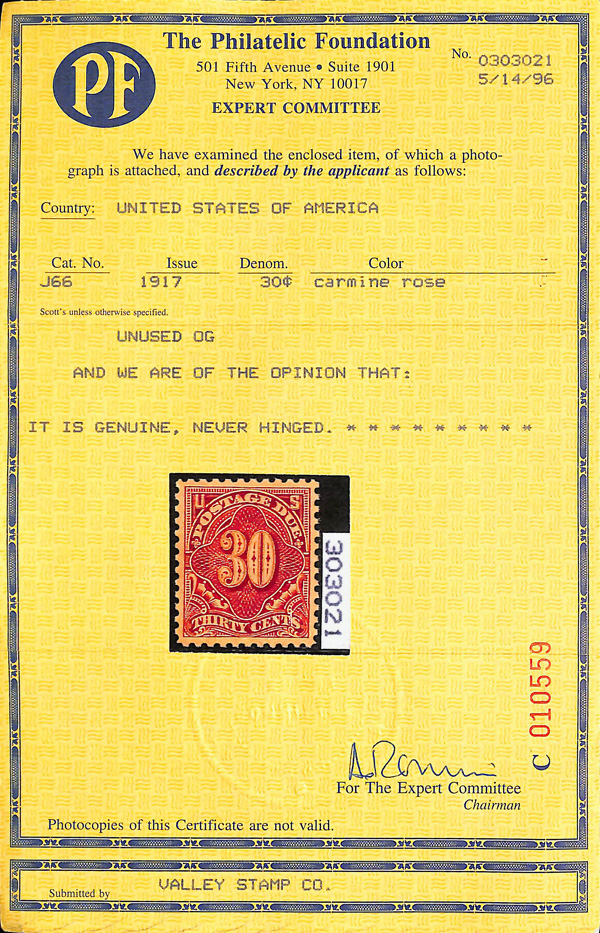 PF
The Philatelic Foundation
501 Fifth Avenue • Suite 1901
New York, NY 10017
EXPERT COMMITTEE
No. 0303021
5/14/96
We have examined the enclosed item, of which a photo-
graph is attached, and described by the applicant as follows:
Country: UNITED STATES OF AMERICA
Cat. No. Issue Denom. Color
J66 1917 30¢ carmine rose
Scott's unless otherwise specified.
UNUSED OG
AND WE ARE OF THE OPINION THAT:
IT IS GENUINE, NEVER HINGED. * * * * * * * * *
U S
POSTAGE DUE
30
THIRTY CENTS
303021
C 010559
For The Expert Committee
Chairman
Photocopies of this Certificate are not valid.
Submitted by VALLEY STAMP CO.